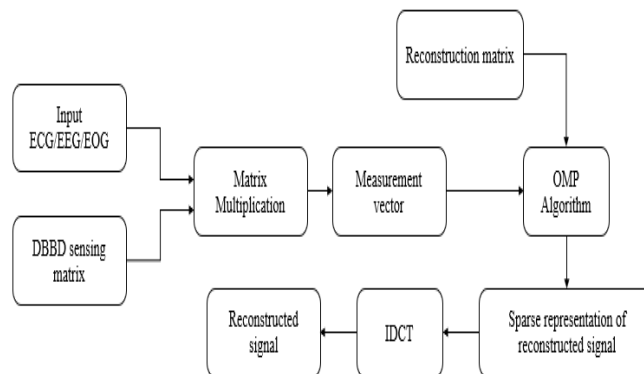 Reconstruction matrix
Input
ECG/EEG/EOG
Matrix
Multiplication
Measurement
vector
OMP
Algorithm
DBBD sensing
matrix
Reconstructed
signal
IDCT
Sparse representation of
reconstructed signal